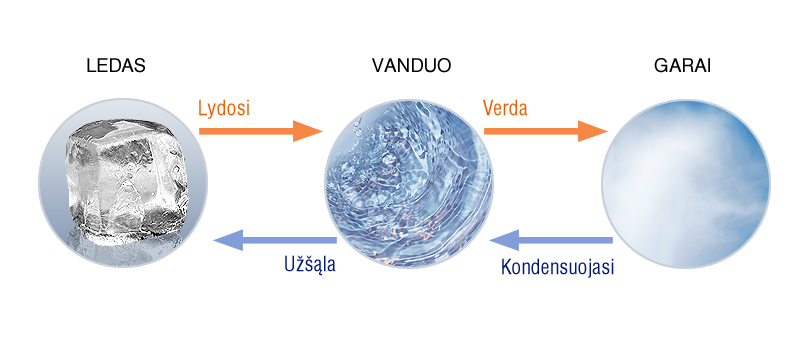 LEDAS
VANDUO
GARAI
Lydosi
Verda
Užšąla
Kondensuojasi